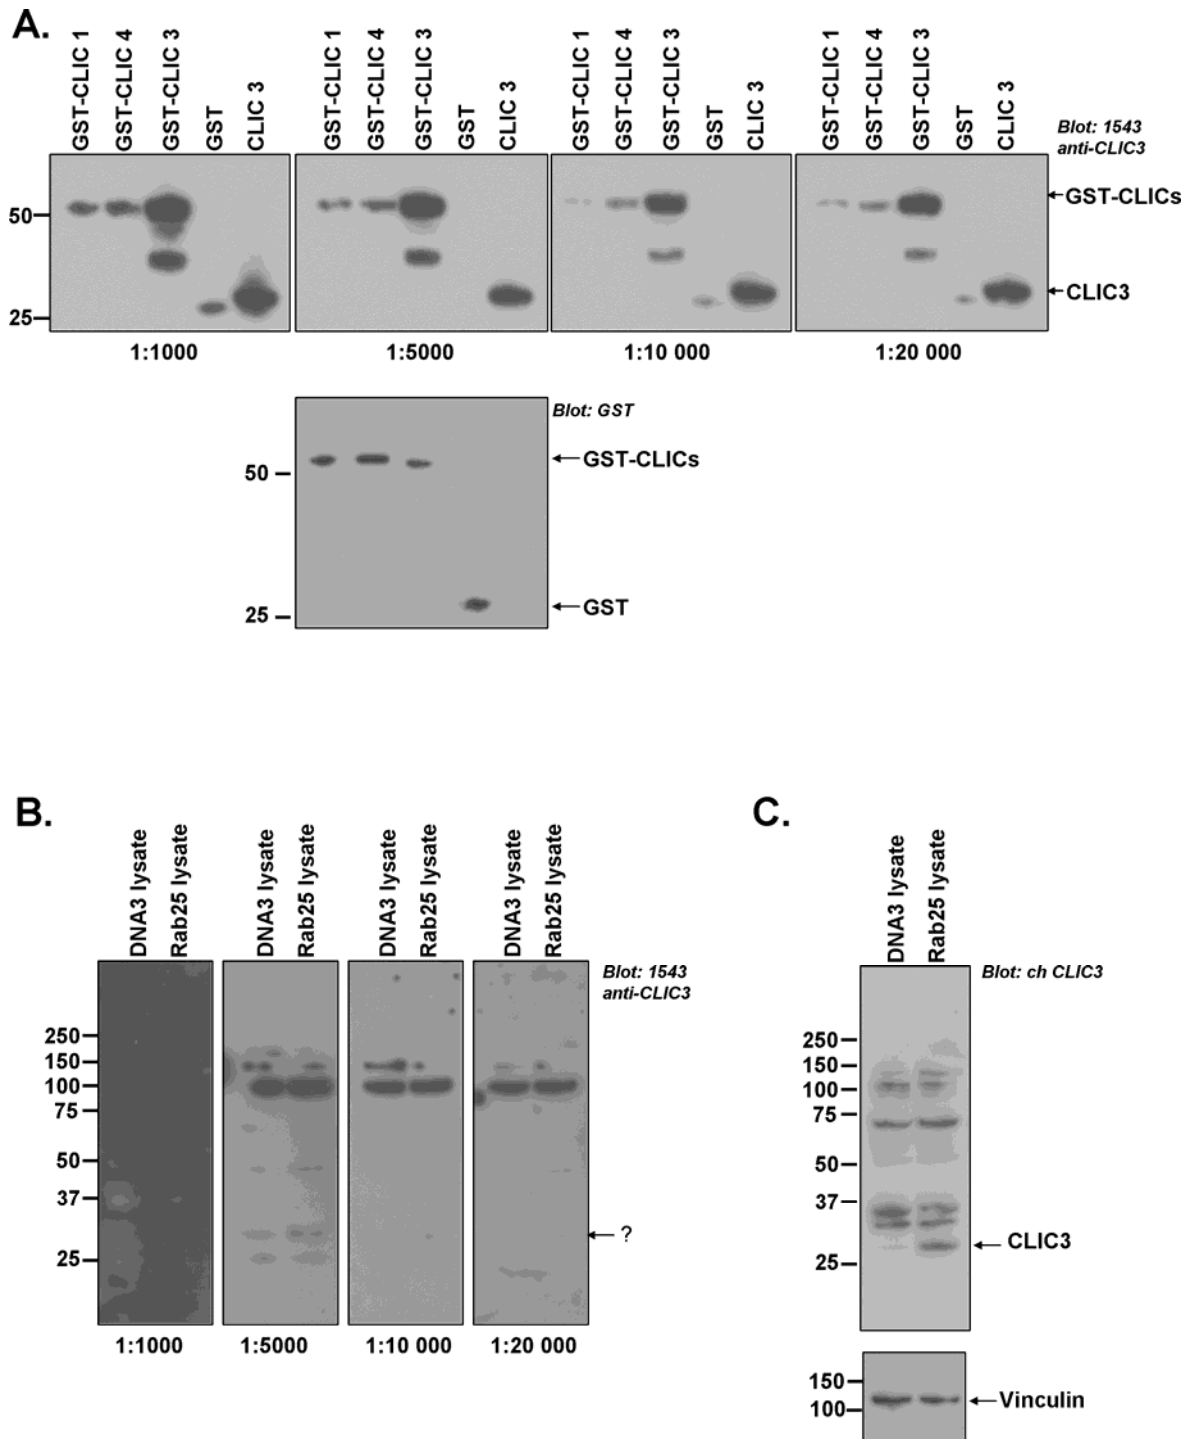 A.
GST-CLIC 1
GST-CLIC 4
GST-CLIC 3
GST
CLIC 3
GST-CLIC 1
GST-CLIC 4
GST-CLIC 3
GST
CLIC 3
GST-CLIC 1
GST-CLIC 4
GST-CLIC 3
GST
CLIC 3
GST-CLIC 1
GST-CLIC 4
GST-CLIC 3
GST
CLIC 3
Blot: 1543
anti-CLIC3
50
25
GST-CLICs
CLIC3
1:1000
1:5000
1:10 000
1:20 000
Blot: GST
50
25
GST-CLICs
GST
B.
DNA3 lysate
Rab25 lysate
DNA3 lysate
Rab25 lysate
DNA3 lysate
Rab25 lysate
DNA3 lysate
Rab25 lysate
Blot: 1543
anti-CLIC3
250
150
100
75
50
37
25
?
1:1000
1:5000
1:10 000
1:20 000
C.
DNA3 lysate
Rab25 lysate
Blot: ch CLIC3
250
150
100
75
50
37
25
CLIC3
150
100
Vinculin